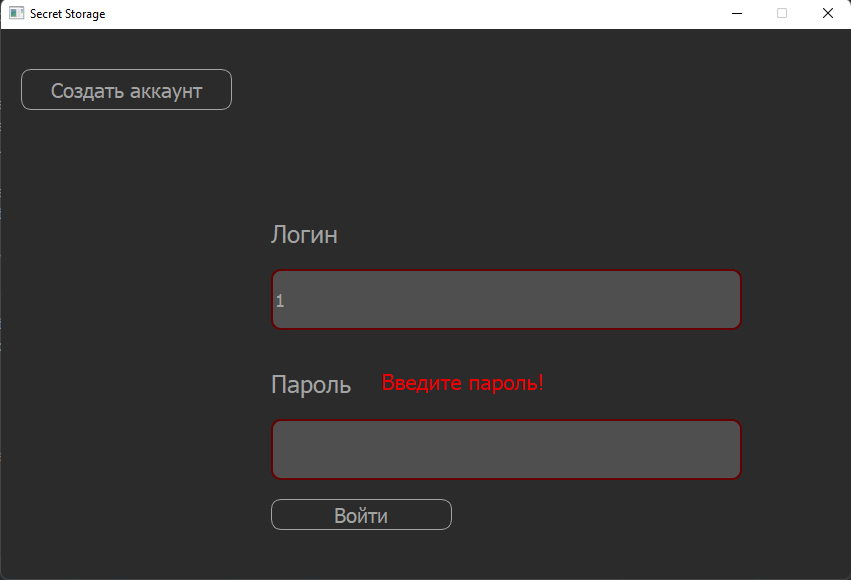 Secret Storage
Создать аккаунт
Логин
1
Пароль Введите пароль!
Войти